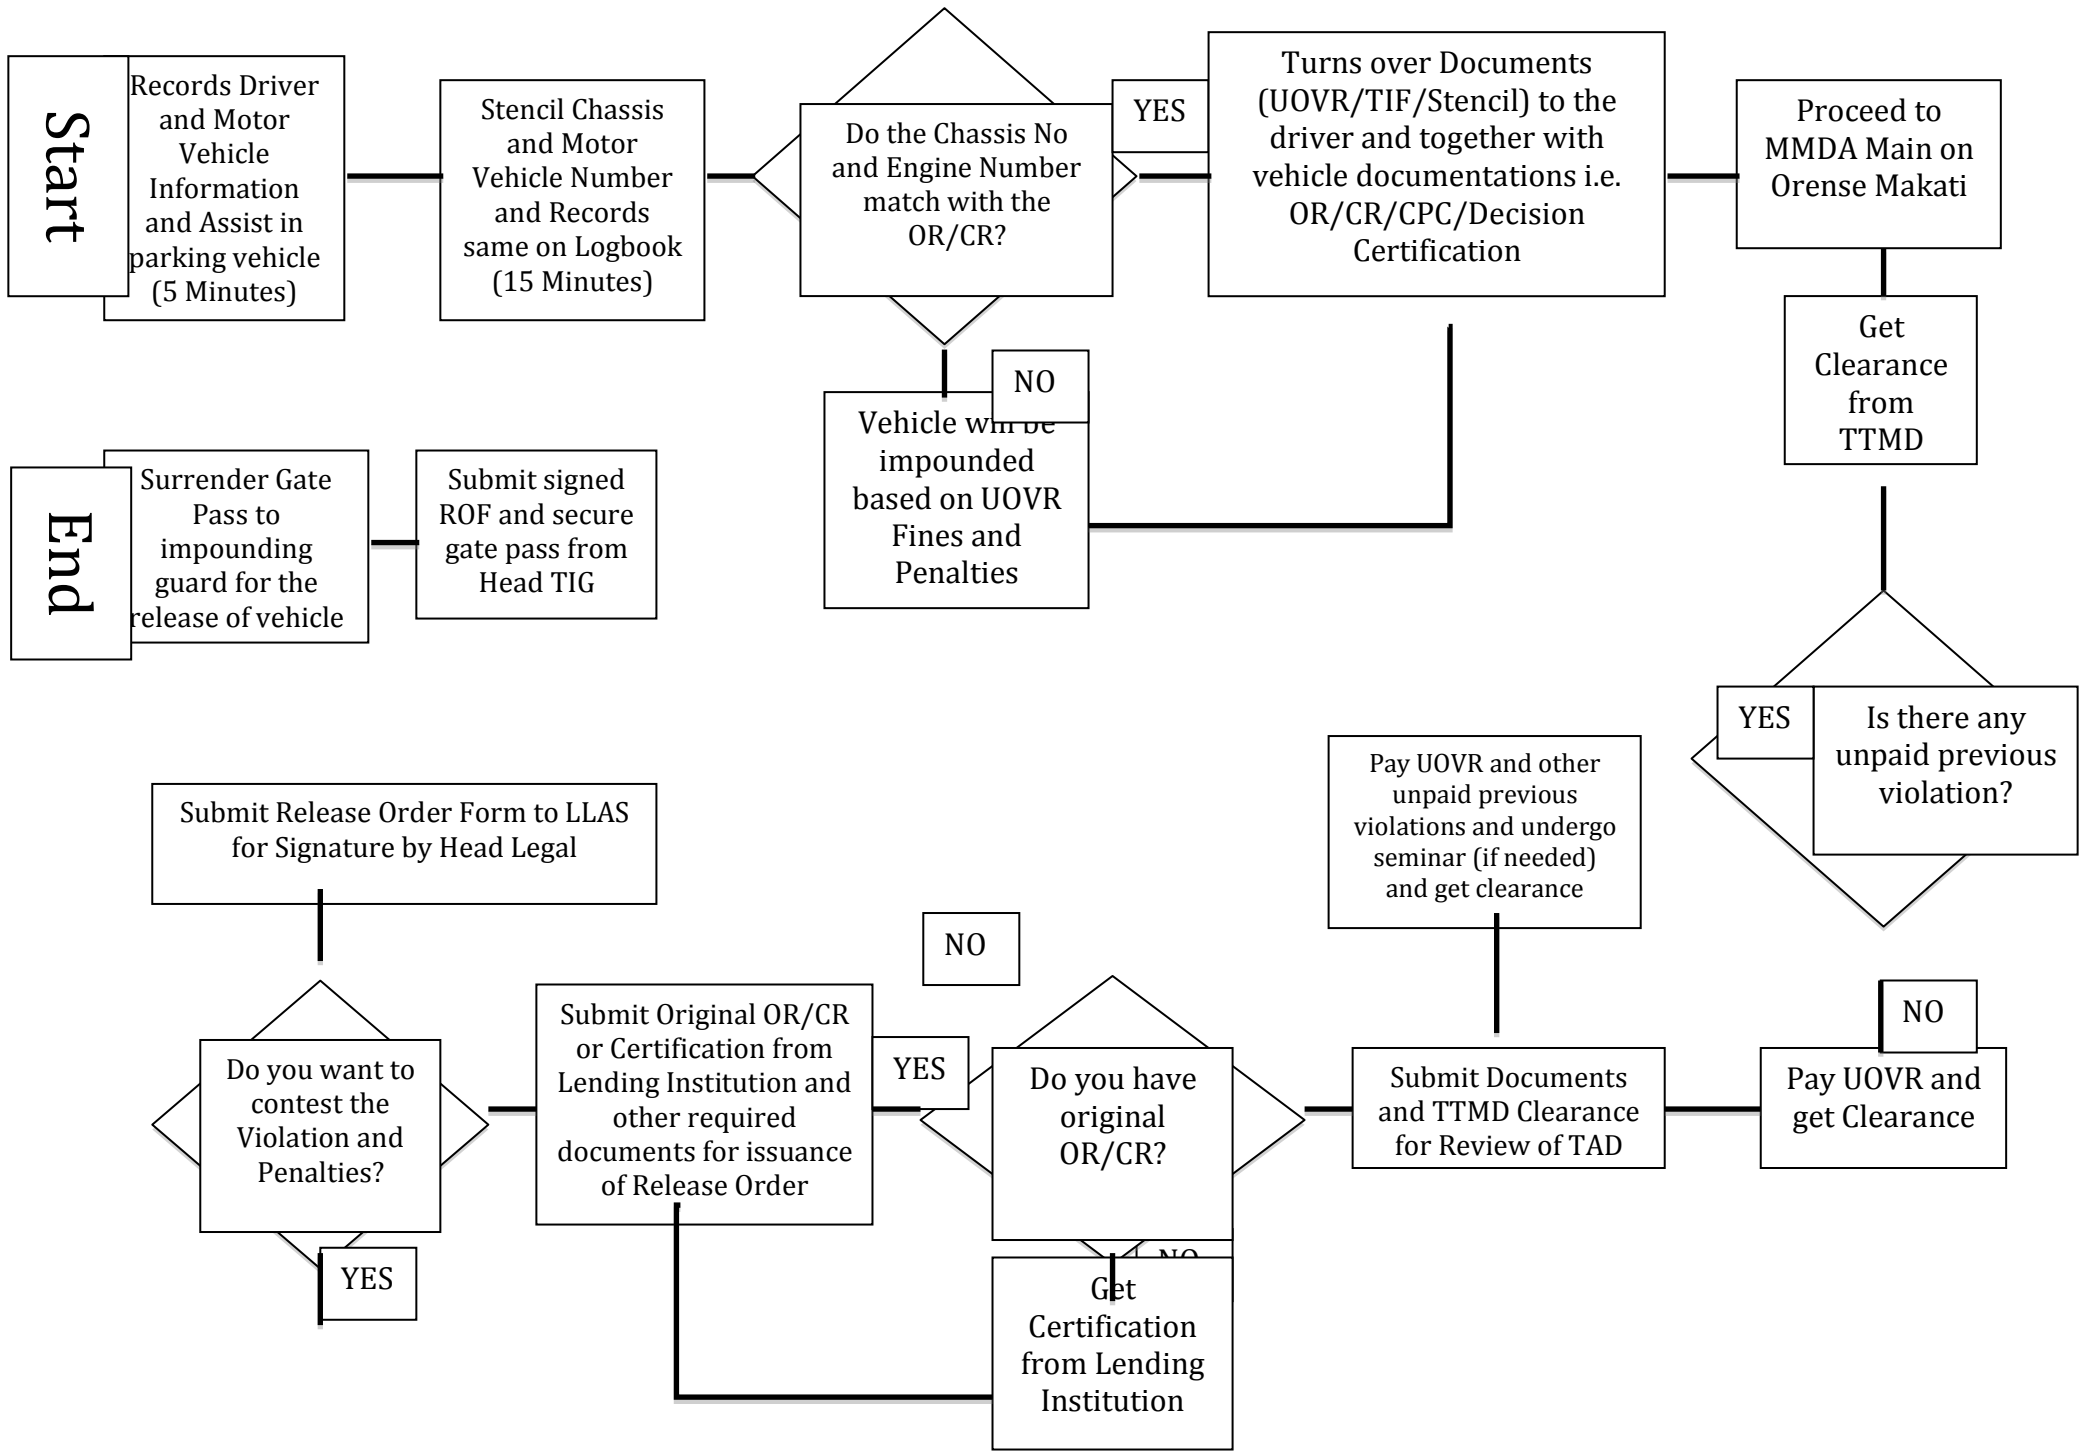 Start
Records Driver
and Motor
Vehicle
Information
and Assist in
parking vehicle
(5 Minutes)
Stencil Chassis
and Motor
Vehicle Number
and Records
same on Logbook
(15 Minutes)
Do the Chassis No
and Engine Number
match with the
OR/CR?
YES
Turns over Documents
(UOVR/TIF/Stencil) to the
driver and together with
vehicle documentations i.e.
OR/CR/CPC/Decision
Certification
Proceed to
MMDA Main on
Orense Makati
Get
Clearance
from
TTMD
NO
Vehicle will be
impounded
based on UOVR
Fines and
Penalties
End
Surrender Gate
Pass to
impounding
guard for the
release of vehicle
Submit signed
ROF and secure
gate pass from
Head TIG
YES
Is there any
unpaid previous
violation?
Pay UOVR and other
unpaid previous
violations and undergo
seminar (if needed)
and get clearance
Submit Release Order Form to LLAS
for Signature by Head Legal
NO
NO
Do you want to
contest the
Violation and
Penalties?
Submit Original OR/CR
or Certification from
Lending Institution and
other required
documents for issuance
of Release Order
YES
Do you have
original
OR/CR?
Submit Documents
and TTMD Clearance
for Review of TAD
Pay UOVR and
get Clearance
YES
NO
Get
Certification
from Lending
Institution